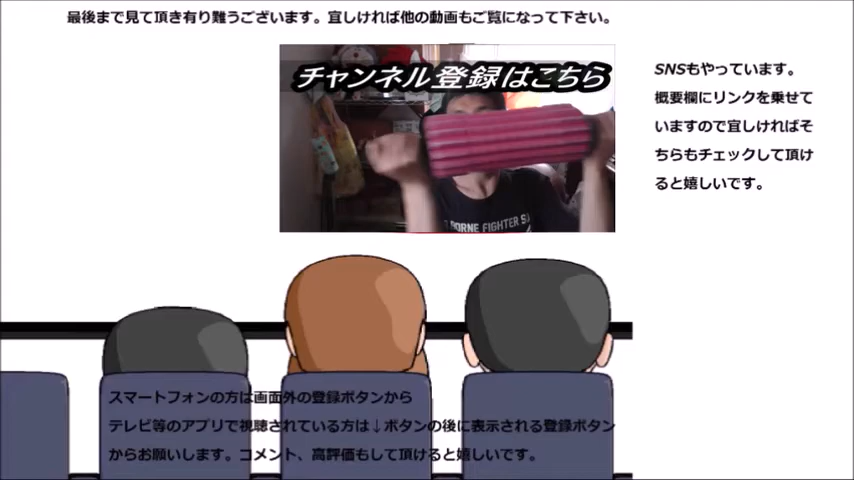 最後まで見て頂き有り難うございます。宜しければ他の動画もご覧になって下さい。
チャンネル登録はこちら
BORNE FIGHTER
SNSもやっています。
概要欄にリンクを乗せて
いますので宜しければそ
ちらもチェックして頂け
ると嬉しいです。
スマートフォンの方は画面外の登録ボタンから
テレビ等のアプリで視聴されている方は↓ボタンの後に表示される登録ボタン
からお願いします。コメント、高評価もして頂けると嬉しいです。